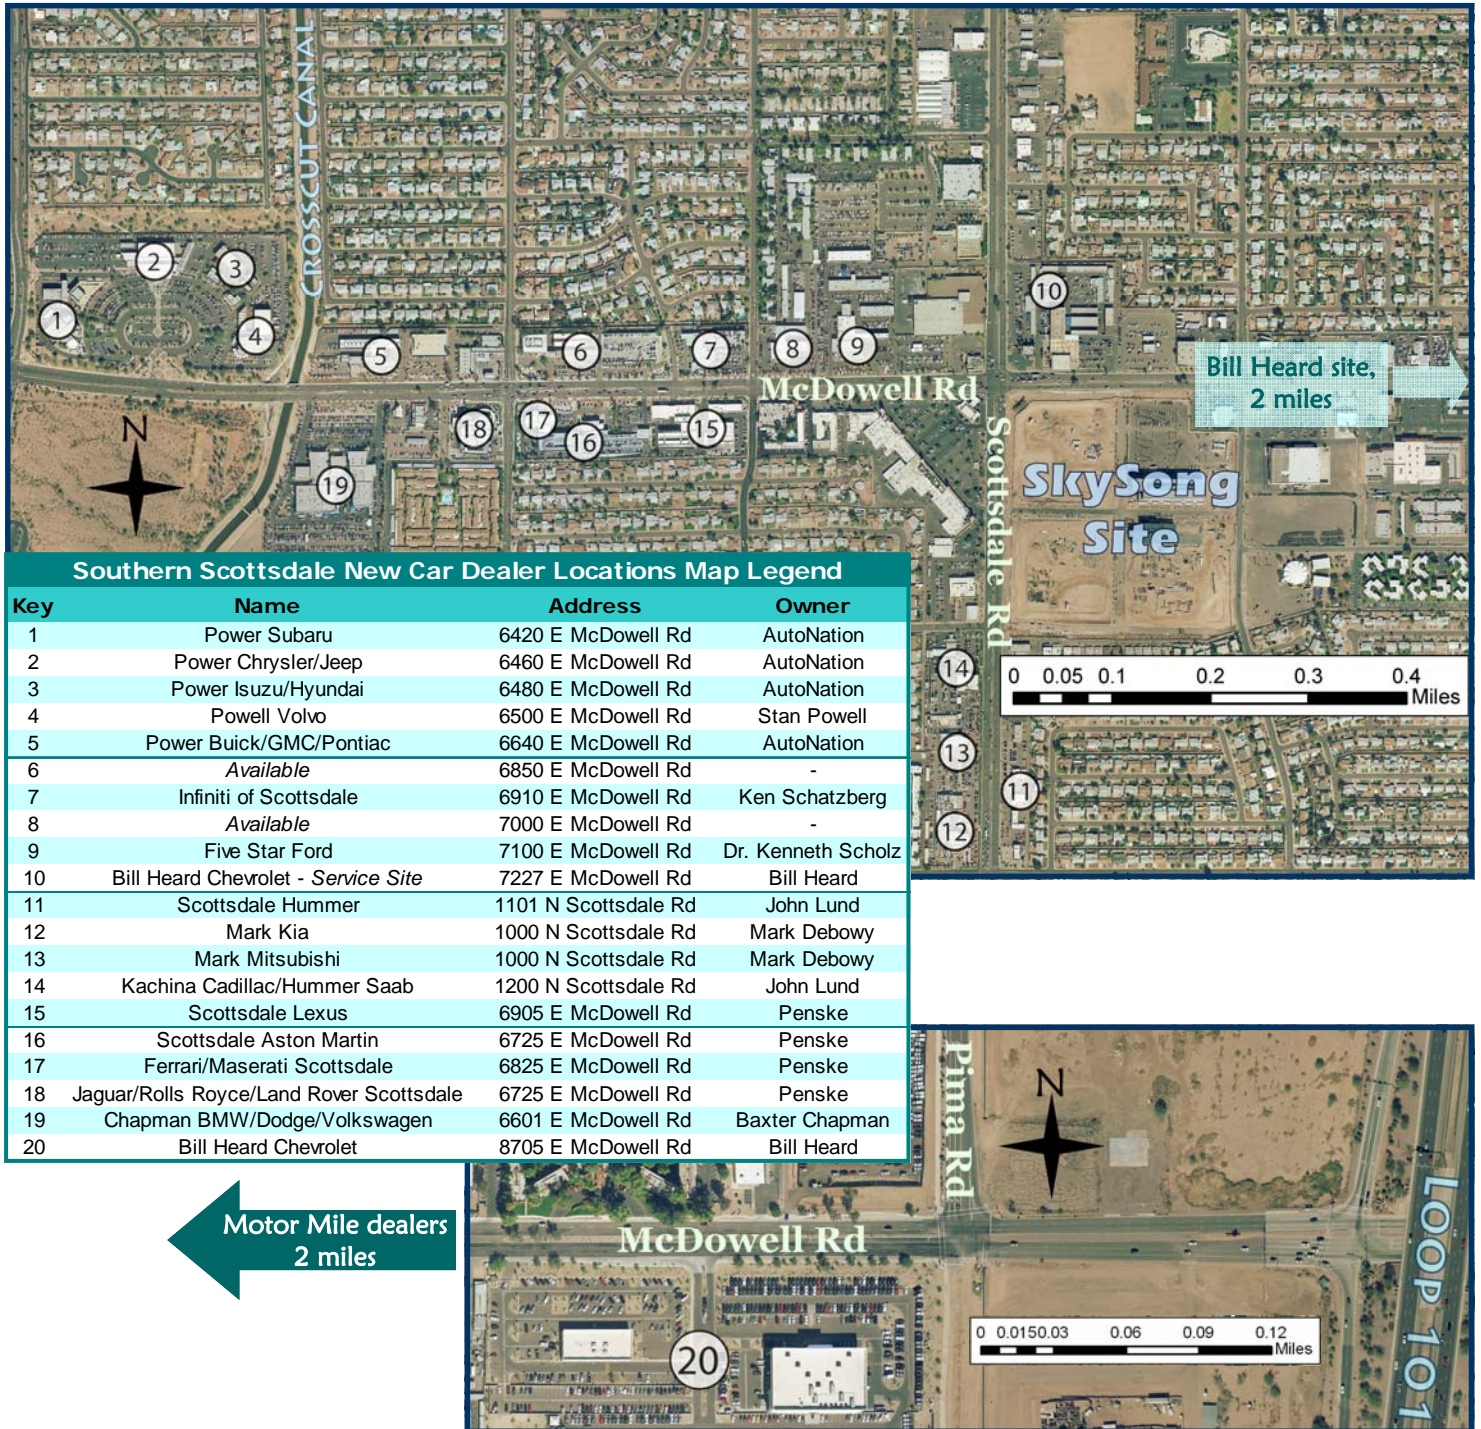 CROSSCUT CANAL
1
2
3
4
5
6
7
8
9
10
McDowell Rd
Bill Heard site,
2 miles
N
19
18
17
16
15
Scottsdale Rd
SkySong
Site
14
13
11
12
0 0.05 0.1 0.2 0.3 0.4
Miles
Southern Scottsdale New Car Dealer Locations Map Legend
Key Name Address Owner
1 Power Subaru 6420 E McDowell Rd AutoNation
2 Power Chrysler/Jeep 6460 E McDowell Rd AutoNation
3 Power Isuzu/Hyundai 6480 E McDowell Rd AutoNation
4 Powell Volvo 6500 E McDowell Rd Stan Powell
5 Power Buick/GMC/Pontiac 6640 E McDowell Rd AutoNation
6 Available 6850 E McDowell Rd -
7 Infiniti of Scottsdale 6910 E McDowell Rd Ken Schatzberg
8 Available 7000 E McDowell Rd -
9 Five Star Ford 7100 E McDowell Rd Dr. Kenneth Scholz
10 Bill Heard Chevrolet - Service Site 7227 E McDowell Rd Bill Heard
11 Scottsdale Hummer 1101 N Scottsdale Rd John Lund
12 Mark Kia 1000 N Scottsdale Rd Mark Debowy
13 Mark Mitsubishi 1000 N Scottsdale Rd Mark Debowy
14 Kachina Cadillac/Hummer Saab 1200 N Scottsdale Rd John Lund
15 Scottsdale Lexus 6905 E McDowell Rd Penske
16 Scottsdale Aston Martin 6725 E McDowell Rd Penske
17 Ferrari/Maserati Scottsdale 6825 E McDowell Rd Penske
18 Jaguar/Rolls Royce/Land Rover Scottsdale 6725 E McDowell Rd Penske
19 Chapman BMW/Dodge/Volkswagen 6601 E McDowell Rd Baxter Chapman
20 Bill Heard Chevrolet 8705 E McDowell Rd Bill Heard
Motor Mile dealers
2 miles
Pima Rd
N
McDowell Rd
LOOP 101
20
0 0.0150.03 0.06 0.09 0.12
Miles